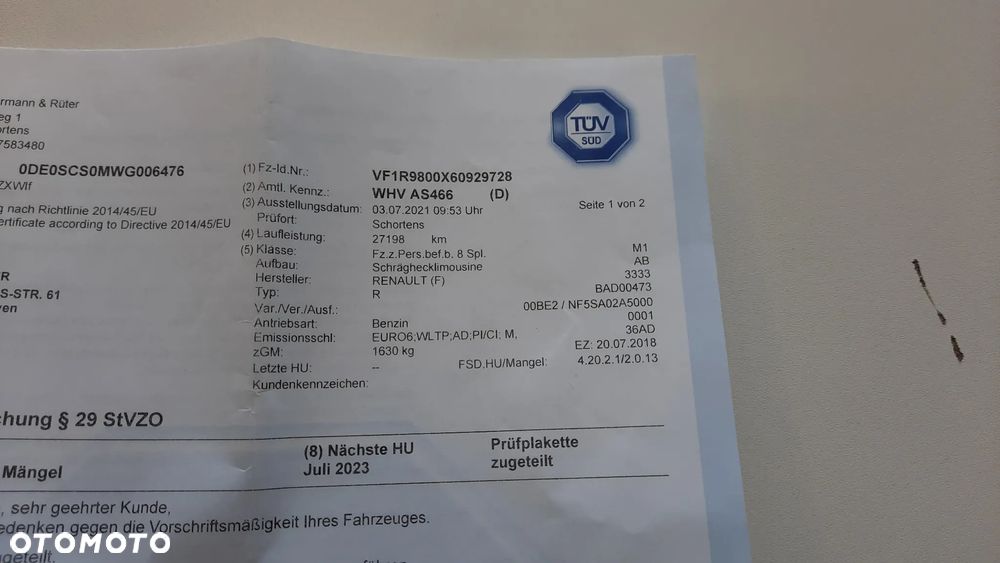 rmann & Rüter
eg 1
ortens
7583480
0DE0SCS0MWG006476
ZXWlf
g nach Richtlinie 2014/45/EU
ertificate according to Directive 2014/45/EU
ER
S-STR. 61
ven
TÜV
SÜD
(1) Fz-Id.Nr.: VF1R9800X60929728
(2) Amtl. Kennz.: WHV AS466 (D)
(3) Ausstellungsdatum: 03.07.2021 09:53 Uhr Seite 1 von 2
Prüfort: Schortens
(4) Laufleistung: 27198 km
(5) Klasse: Fz.z.Pers.bef.b. 8 Spl. M1
Aufbau: Schräghecklimousine AB
Hersteller: RENAULT (F) 3333
Typ: R BAD00473
Var./Ver./Ausf.: 00BE2 / NF5SA02A5000
Antriebsart: Benzin 0001
Emissionsschl: EURO6;WLTP;AD;PI/CI; M, 36AD
zGM: 1630 kg EZ: 20.07.2018
Letzte HU: -- FSD.HU/Mangel: 4.20.2.1/2.0.13
Kundenkennzeichen:
chung § 29 StVZO
Mängel
(8) Nächste HU
Juli 2023
Prüfplakette
zugeteilt
, sehr geehrter Kunde,
edenken gegen die Vorschriftsmäßigkeit Ihres Fahrzeuges.
ugeteilt.
OTOMOTO